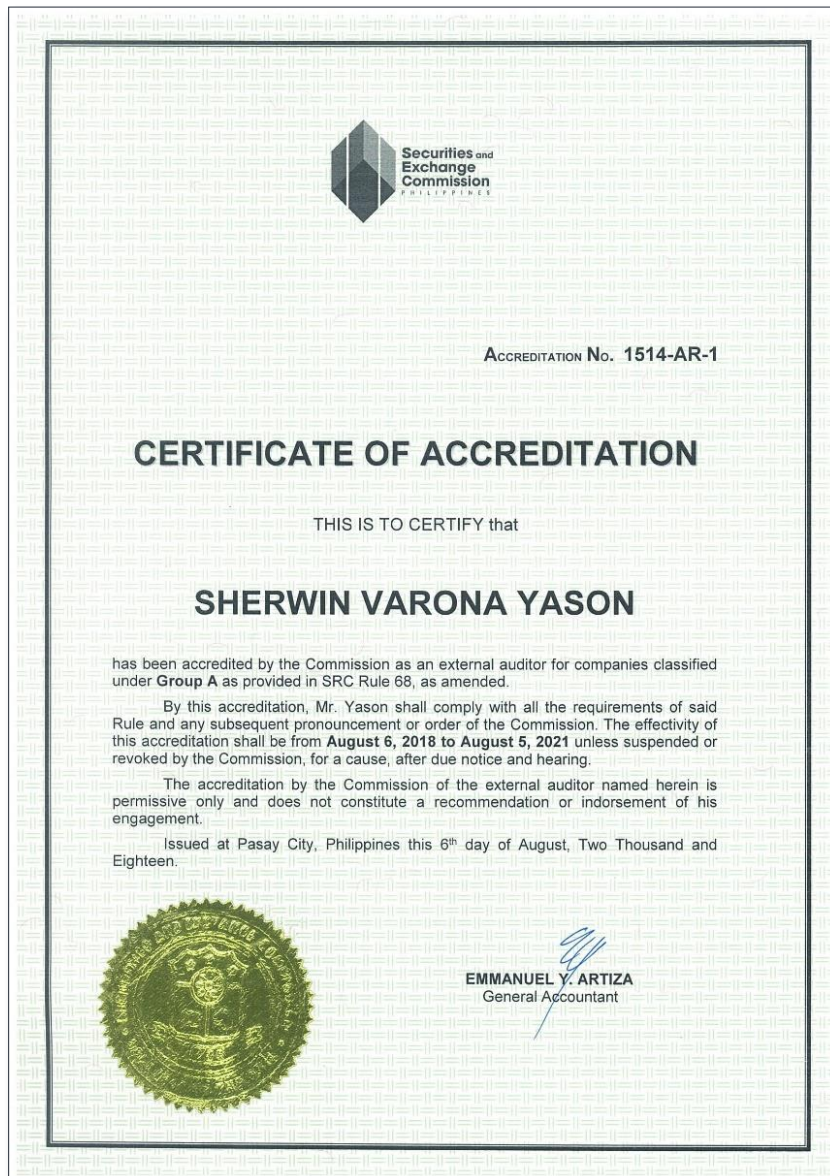 Securities and
Exchange
Commission
PHILIPPINES
ACCREDITATION NO. 1514-AR-1
CERTIFICATE OF ACCREDITATION
THIS IS TO CERTIFY that
SHERWIN VARONA YASON
has been accredited by the Commission as an external auditor for companies classified
under Group A as provided in SRC Rule 68, as amended.
By this accreditation, Mr. Yason shall comply with all the requirements of said
Rule and any subsequent pronouncement or order of the Commission. The effectivity of
this accreditation shall be from August 6, 2018 to August 5, 2021 unless suspended or
revoked by the Commission, for a cause, after due notice and hearing.
The accreditation by the Commission of the external auditor named herein is
permissive only and does not constitute a recommendation or indorsement of his
engagement.
Issued at Pasay City, Philippines this 6th day of August, Two Thousand and
Eighteen.
EMMANUEL Y. ARTIZA
General Accountant